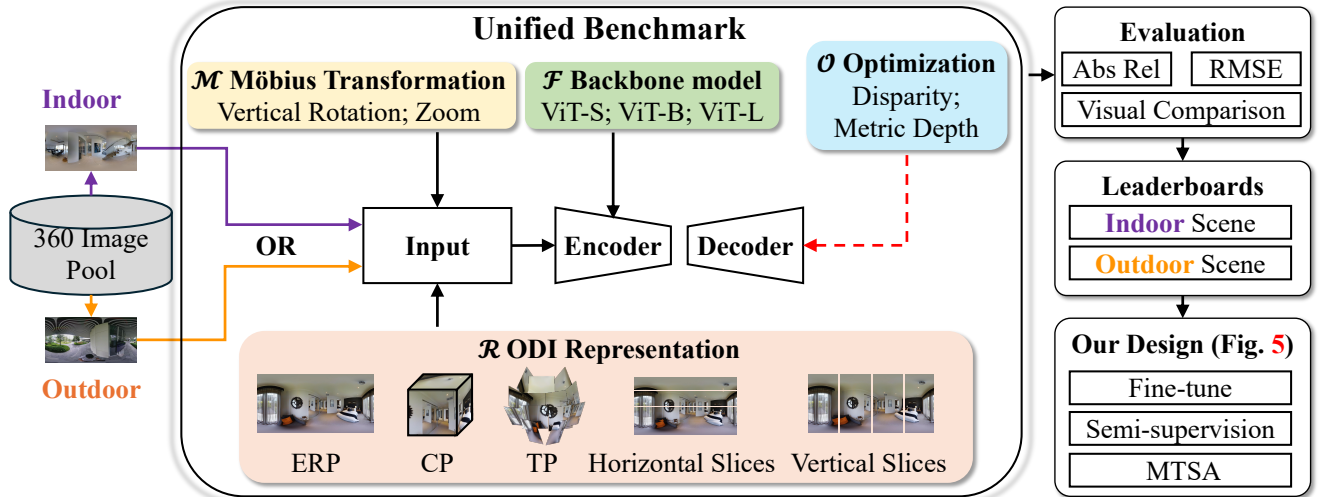 Unified Benchmark
Indoor
360 Image
Pool
Outdoor
ℳ Möbius Transformation
Vertical Rotation; Zoom
ℱ Backbone model
ViT-S; ViT-B; ViT-L
𝒪 Optimization
Disparity;
Metric Depth
OR
Input
Encoder
Decoder
ℛ ODI Representation
ERP
CP
TP
Horizontal Slices
Vertical Slices
Evaluation
Abs Rel
RMSE
Visual Comparison
Leaderboards
Indoor Scene
Outdoor Scene
Our Design (Fig. 5)
Fine-tune
Semi-supervision
MTSA